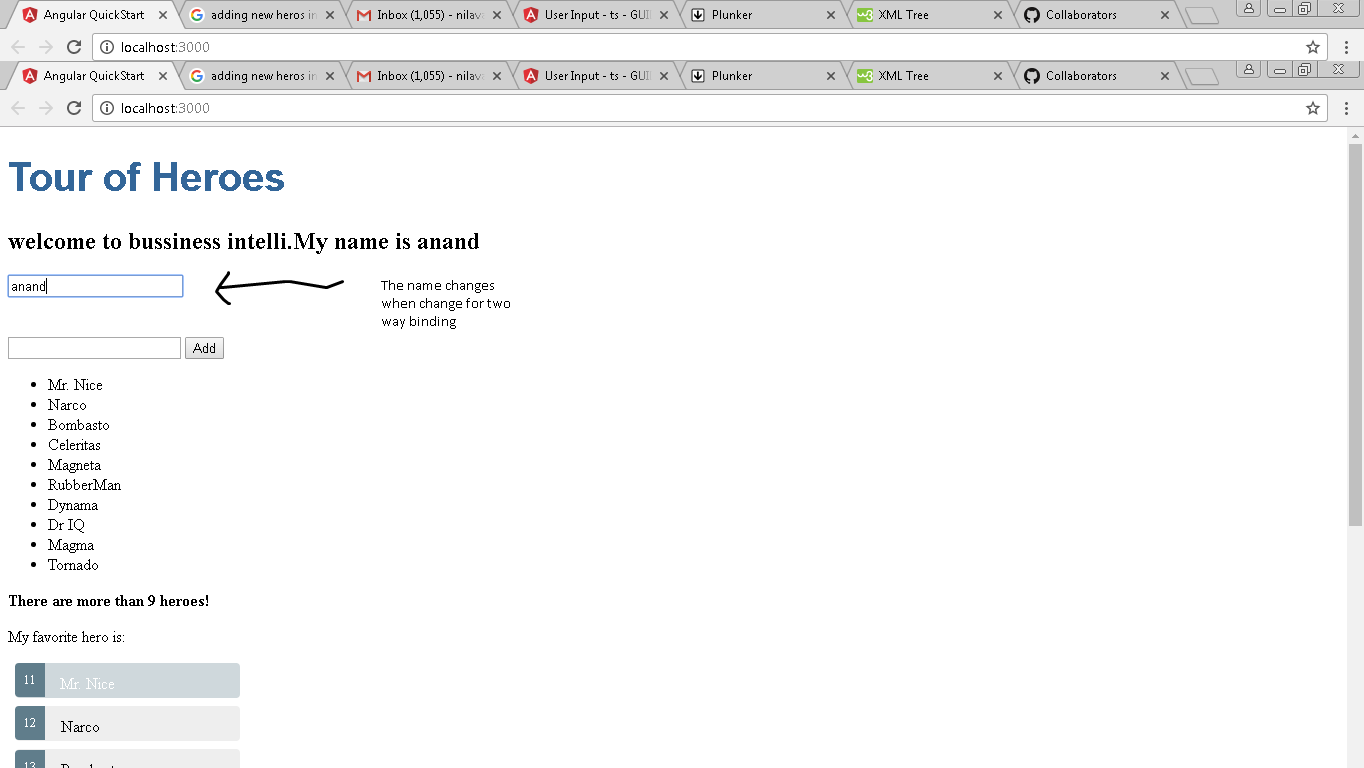 Angular QuickStart
adding new heros in
Inbox (1,055) - nilava
User Input - ts - GUI
Plunker
XML Tree
Collaborators
localhost:3000
Angular QuickStart
adding new heros in
Inbox (1,055) - nilava
User Input - ts - GUI
Plunker
XML Tree
Collaborators
localhost:3000
Tour of Heroes
welcome to bussiness intelli.My name is anand
anand
The name changes
when change for two
way binding
Add
Mr. Nice
Narco
Bombasto
Celeritas
Magneta
RubberMan
Dynama
Dr IQ
Magma
Tornado
There are more than 9 heroes!
My favorite hero is:
11 Mr. Nice
12 Narco
13